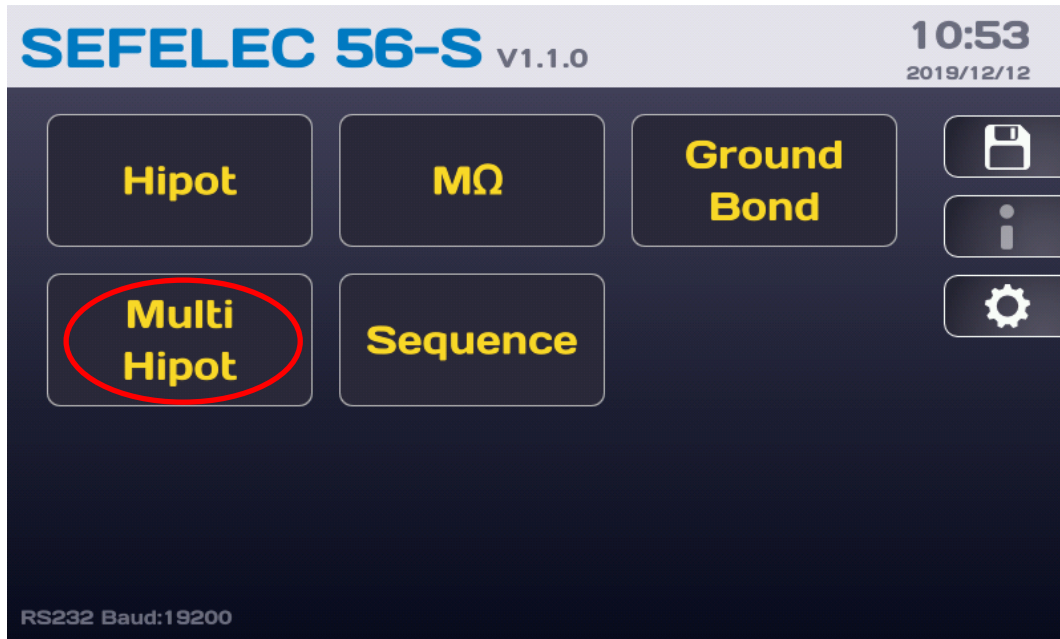 SEFELEC 56-S V1.1.0
10:53
2019/12/12
Hipot
MΩ
Ground
Bond
Multi
Hipot
Sequence
RS232 Baud:19200